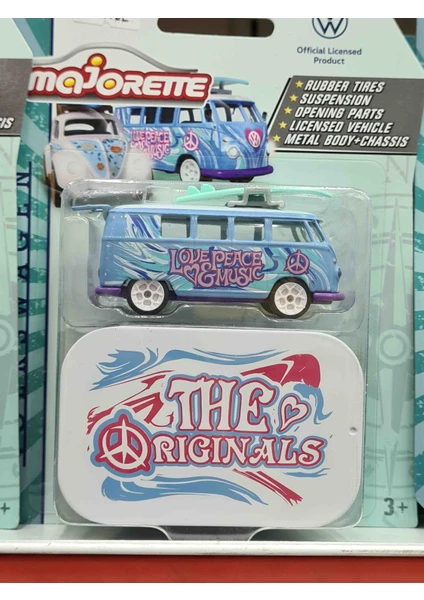 Official Licensed
Product
majORETTE
RUBBER TIRES
SUSPENSION
OPENING PARTS
LICENSED VEHICLE
METAL BODY+CHASSIS
LOVE PEACE
& MUSIC
LOVE PEACE
& MUSIC
THE
ORIGINALS
3+